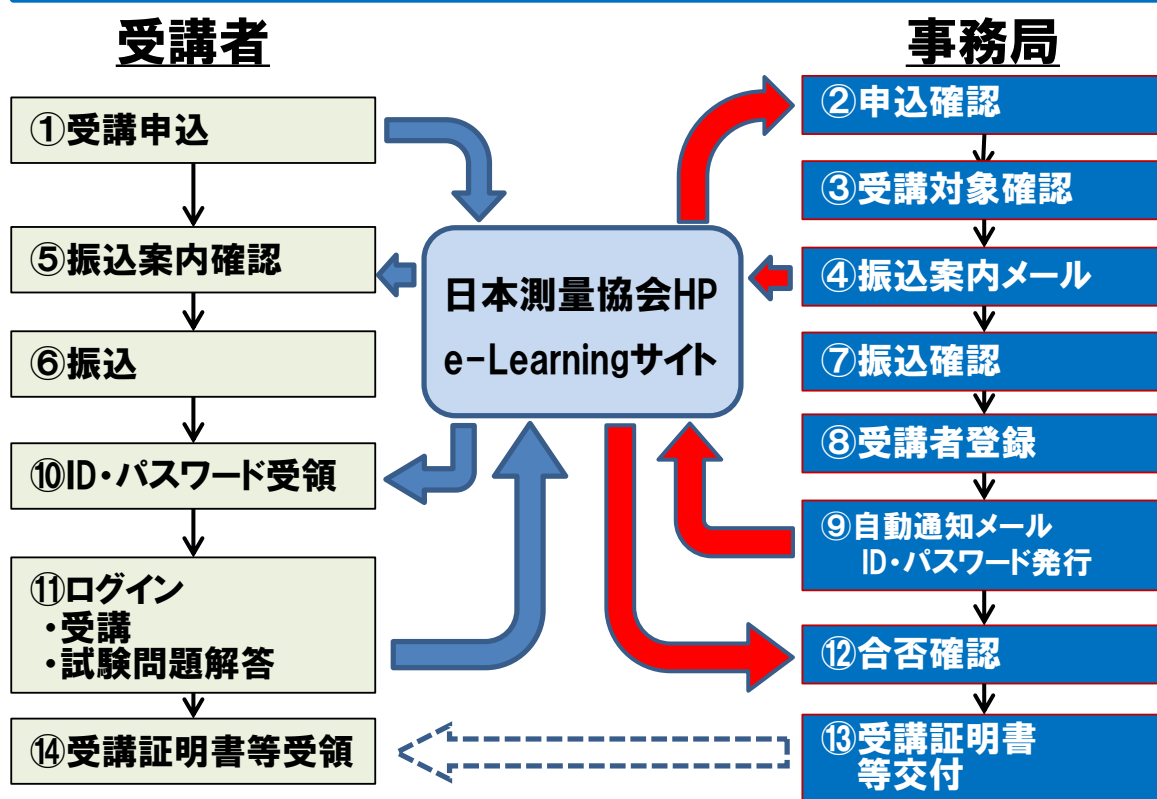 受講者
①受講申込
⑤振込案内確認
⑥振込
⑩ID・パスワード受領
⑪ログイン
・受講
・試験問題解答
⑭受講証明書等受領
日本測量協会HP
e-Learningサイト
事務局
②申込確認
③受講対象確認
④振込案内メール
⑦振込確認
⑧受講者登録
⑨自動通知メール
ID・パスワード発行
⑫合否確認
⑬受講証明書
等交付